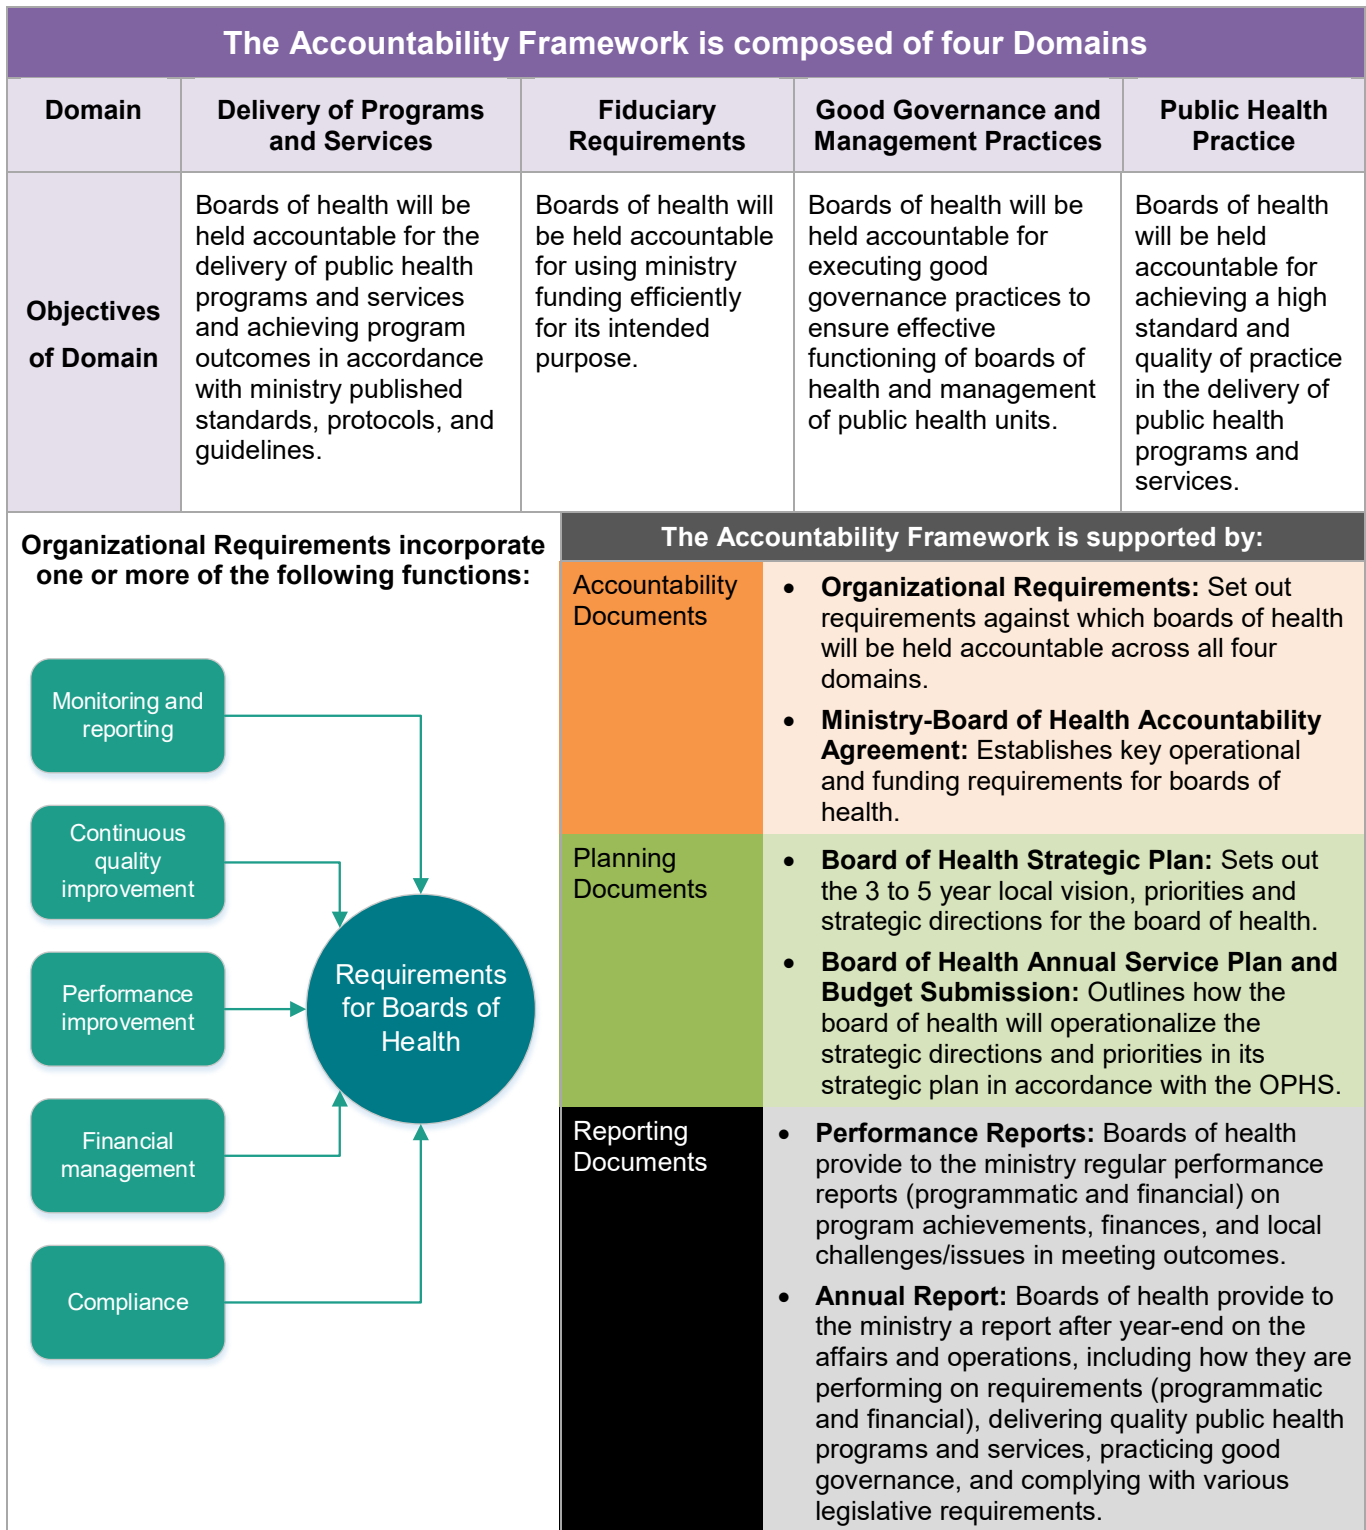 The Accountability Framework is composed of four Domains
Domain
Delivery of Programs
and Services
Fiduciary
Requirements
Good Governance and
Management Practices
Public Health
Practice
Objectives
of Domain
Boards of health will be
held accountable for the
delivery of public health
programs and services
and achieving program
outcomes in accordance
with ministry published
standards, protocols, and
guidelines.
Boards of health will
be held accountable
for using ministry
funding efficiently
for its intended
purpose.
Boards of health will be
held accountable for
executing good
governance practices to
ensure effective
functioning of boards of
health and management
of public health units.
Boards of health
will be held
accountable for
achieving a high
standard and
quality of practice
in the delivery of
public health
programs and
services.
Organizational Requirements incorporate
one or more of the following functions:
Monitoring and
reporting
Continuous
quality
improvement
Performance
improvement
Financial
management
Compliance
Requirements
for Boards of
Health
The Accountability Framework is supported by:
Accountability
Documents
• Organizational Requirements: Set out
requirements against which boards of health
will be held accountable across all four
domains.
• Ministry-Board of Health Accountability
Agreement: Establishes key operational
and funding requirements for boards of
health.
Planning
Documents
• Board of Health Strategic Plan: Sets out
the 3 to 5 year local vision, priorities and
strategic directions for the board of health.
• Board of Health Annual Service Plan and
Budget Submission: Outlines how the
board of health will operationalize the
strategic directions and priorities in its
strategic plan in accordance with the OPHS.
Reporting
Documents
• Performance Reports: Boards of health
provide to the ministry regular performance
reports (programmatic and financial) on
program achievements, finances, and local
challenges/issues in meeting outcomes.
• Annual Report: Boards of health provide to
the ministry a report after year-end on the
affairs and operations, including how they are
performing on requirements (programmatic
and financial), delivering quality public health
programs and services, practicing good
governance, and complying with various
legislative requirements.